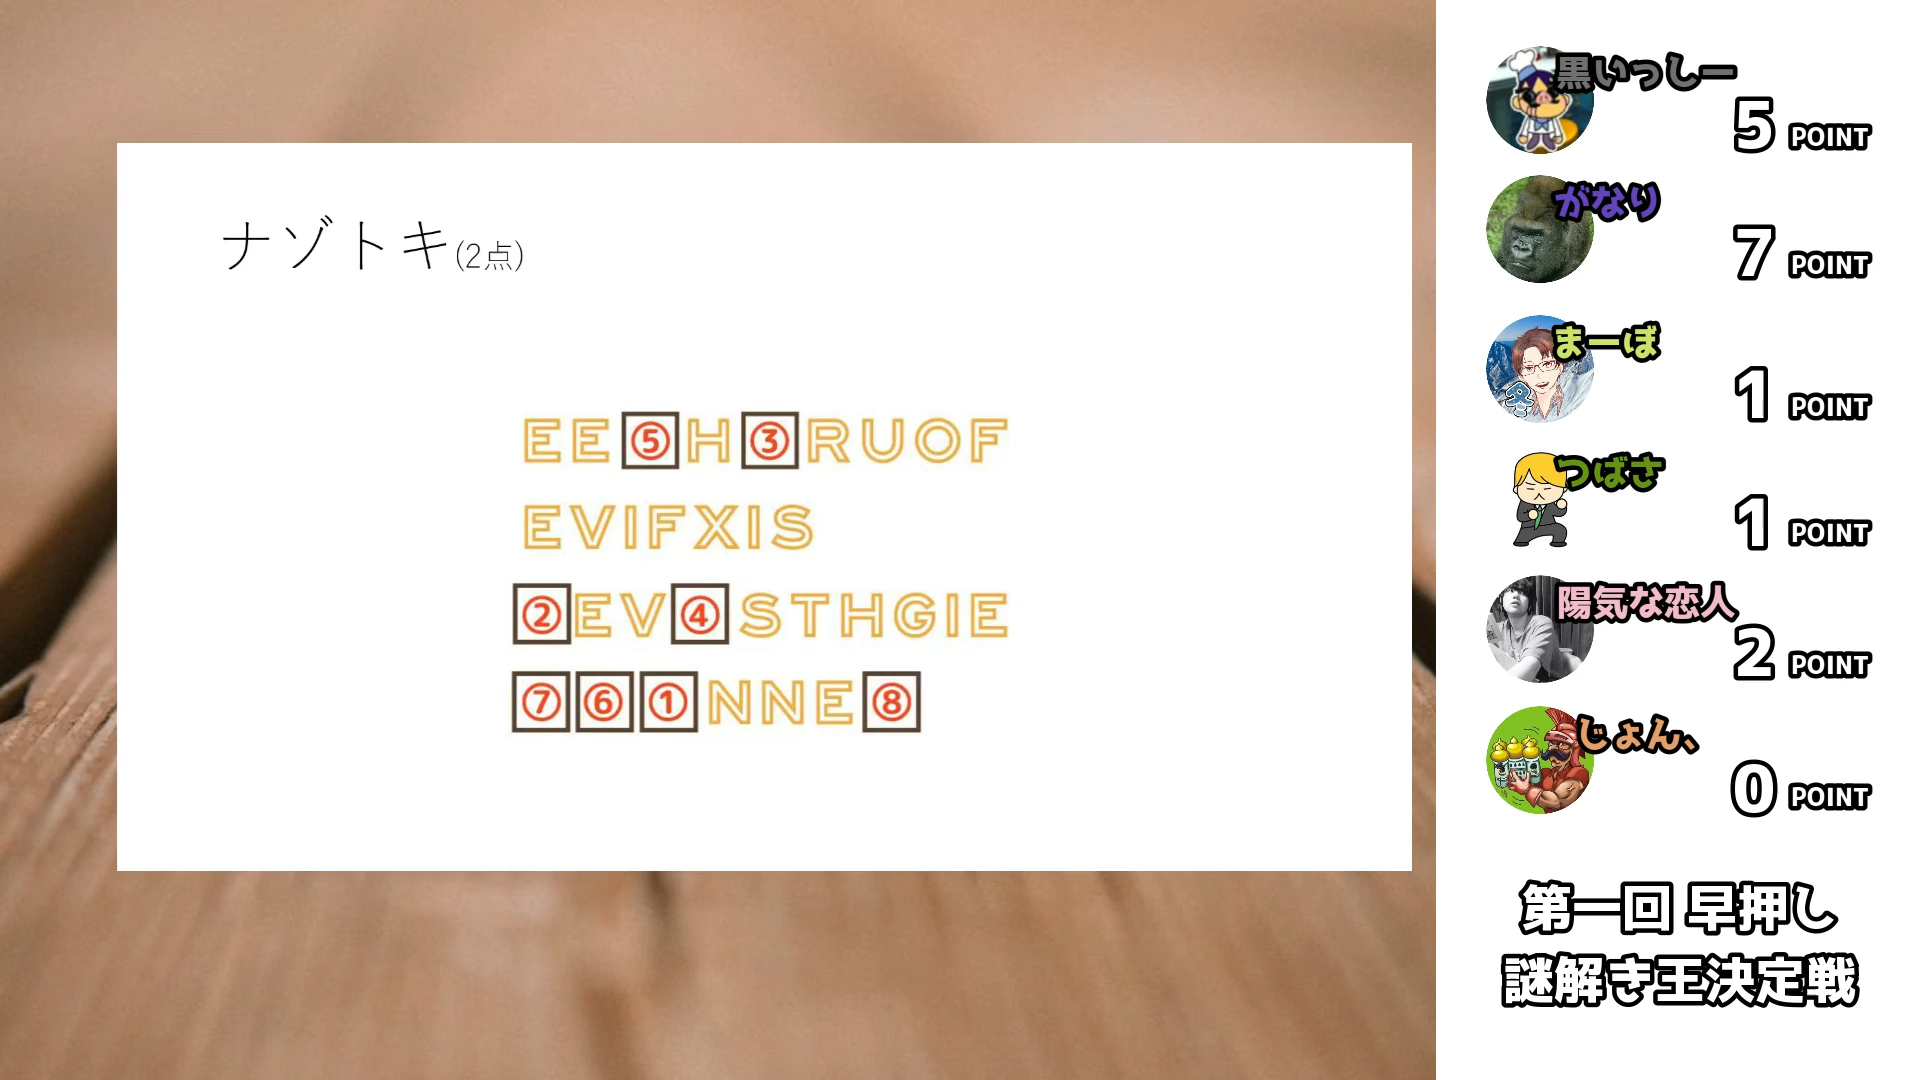 ナゾトキ(2点)
EE⑤H③RUOF
EVIFXIS
②EV④STHGIE
⑦⑥①NNE⑧
黒いっしー
5 POINT
がなり
7 POINT
まーぼ
1 POINT
つばさ
1 POINT
陽気な恋人
2 POINT
じょん、
0 POINT
第一回 早押し
謎解き王決定戦